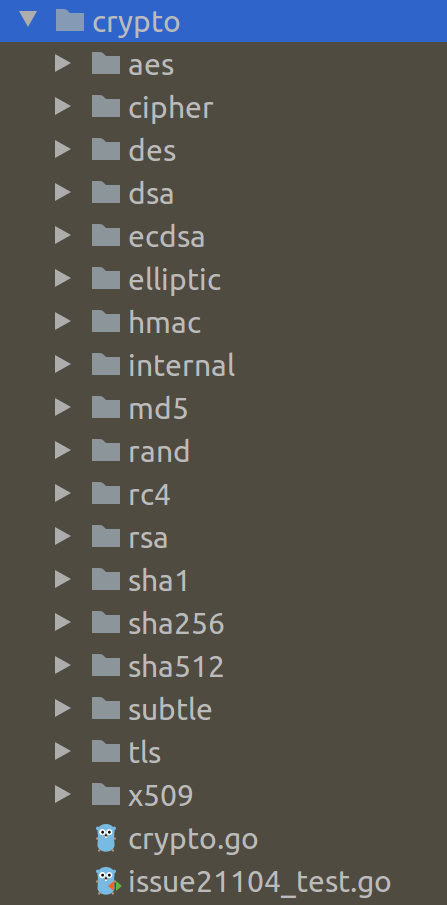 crypto
aes
cipher
des
dsa
ecdsa
elliptic
hmac
internal
md5
rand
rc4
rsa
sha1
sha256
sha512
subtle
tls
x509
crypto.go
issue21104_test.go